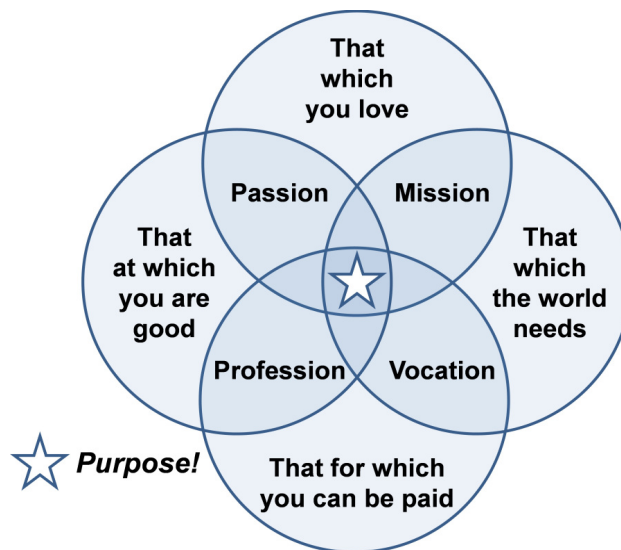 That
which
you love
Passion
Mission
That
at which
you are
good
That
which
the world
needs
Profession
Vocation
That for which
you can be paid
Purpose!